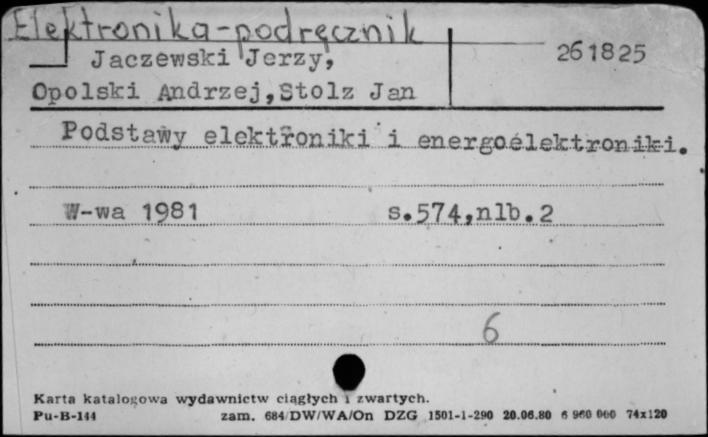 Elektronika-podręcznik
Jaczewski Jerzy, 261825
Opolski Andrzej,Stolz Jan
Podstawy elektroniki i energoelektroniki.
W-wa 1981 s.574,nlb.2
6
Karta katalogowa wydawnictw ciągłych i zwartych.
Pu-B-144 zam. 684/DW/WA/On DZG 1501-1-290 20.06.80 6 960 000 74x120